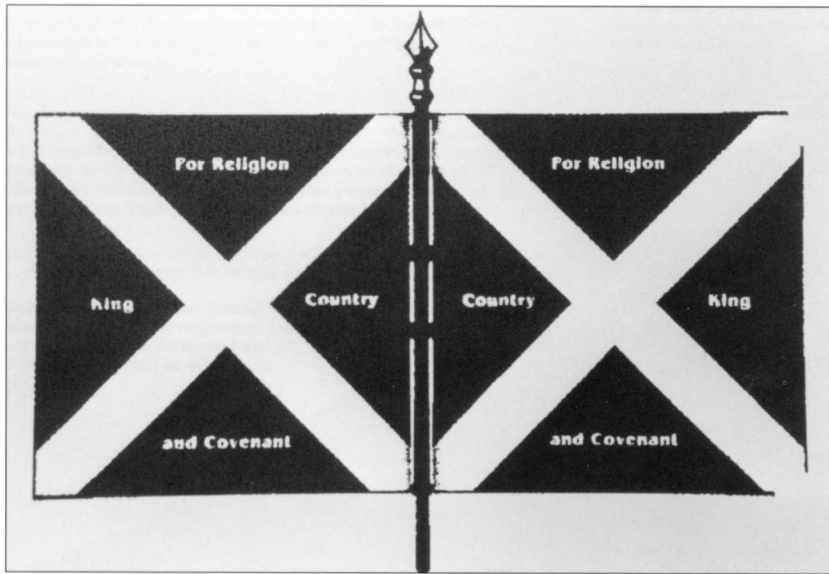 For Religion
King
Country
and Covenant
For Religion
Country
King
and Covenant